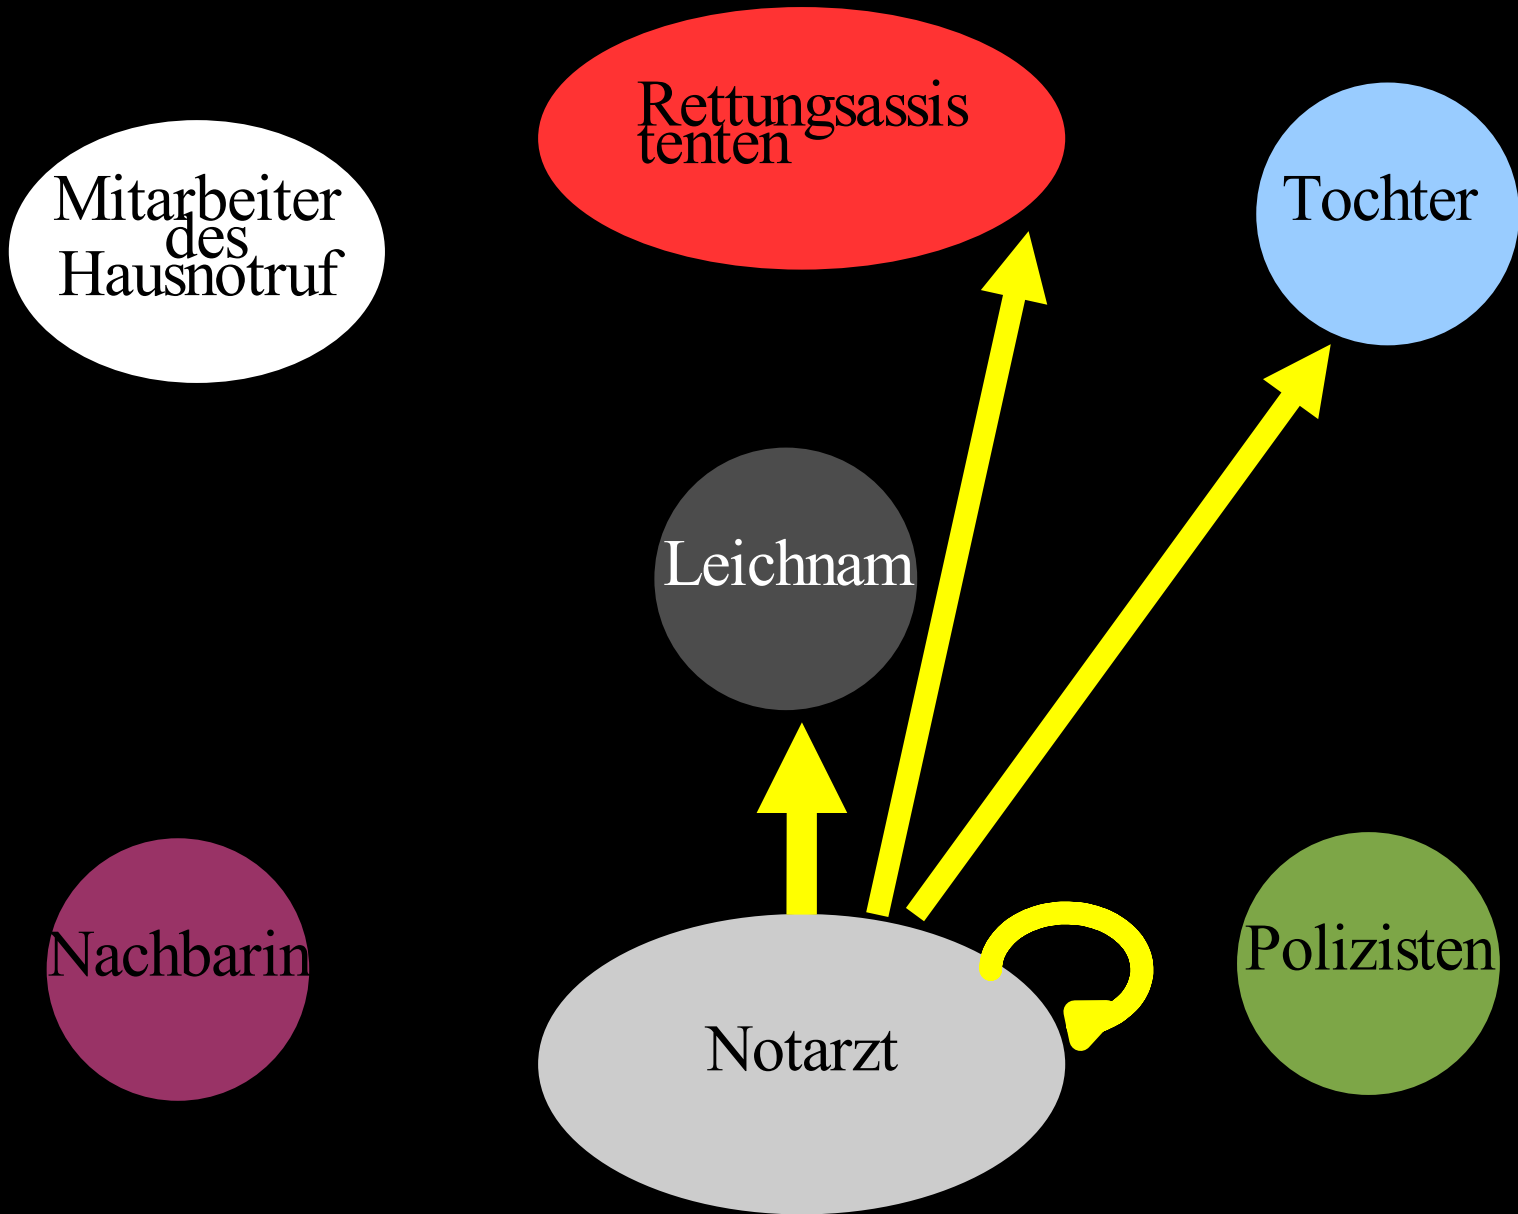 Rettungsassis
tenten
Mitarbeiter
des
Hausnotruf
Tochter
Leichnam
Nachbarin
Polizisten
Notarzt